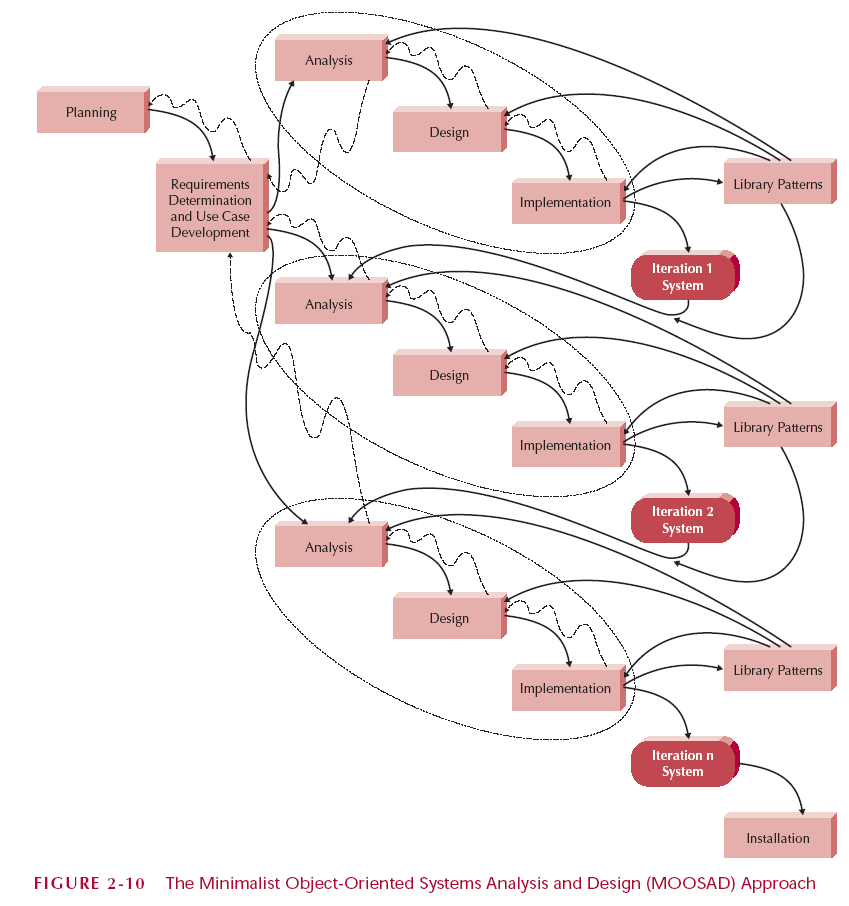 Analysis
Planning
Design
Requirements
Determination
and Use Case
Development
Implementation
Library Patterns
Iteration 1
System
Analysis
Design
Implementation
Library Patterns
Iteration 2
System
Analysis
Design
Implementation
Library Patterns
Iteration n
System
Installation
FIGURE 2-10 The Minimalist Object-Oriented Systems Analysis and Design (MOOSAD) Approach